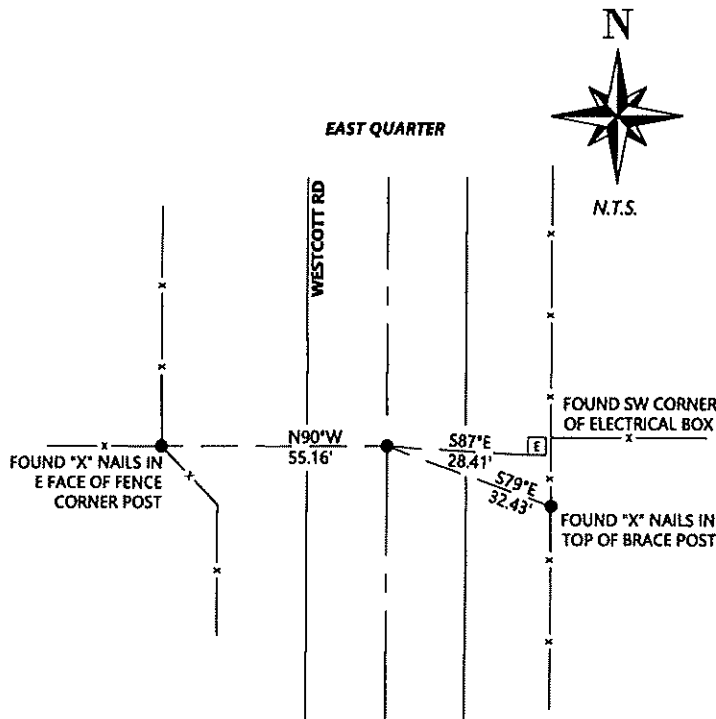 N
EAST QUARTER
N.T.S.
WESTCOTT RD
FOUND SW CORNER
OF ELECTRICAL BOX
N90°W
55.16'
S87°E
28.41'
E
S79°E
32.43'
FOUND "X" NAILS IN
E FACE OF FENCE
CORNER POST
FOUND "X" NAILS IN
TOP OF BRACE POST